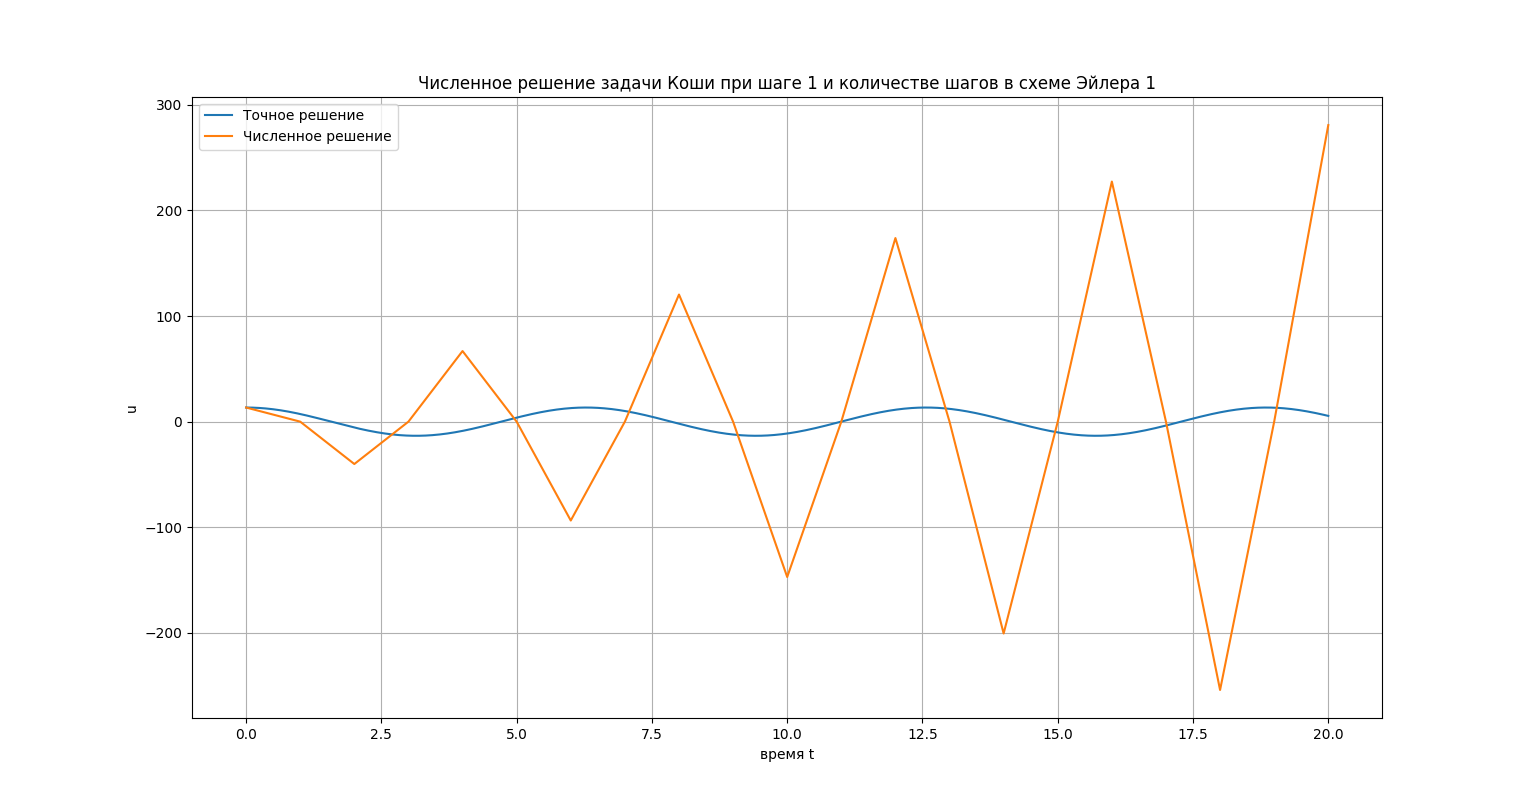 Численное решение задачи Коши при шаге 1 и количестве шагов в схеме Эйлера 1
Точное решение
Численное решение
300
200
100
0
−100
−200
u
0.0 2.5 5.0 7.5 10.0 12.5 15.0 17.5 20.0
время t